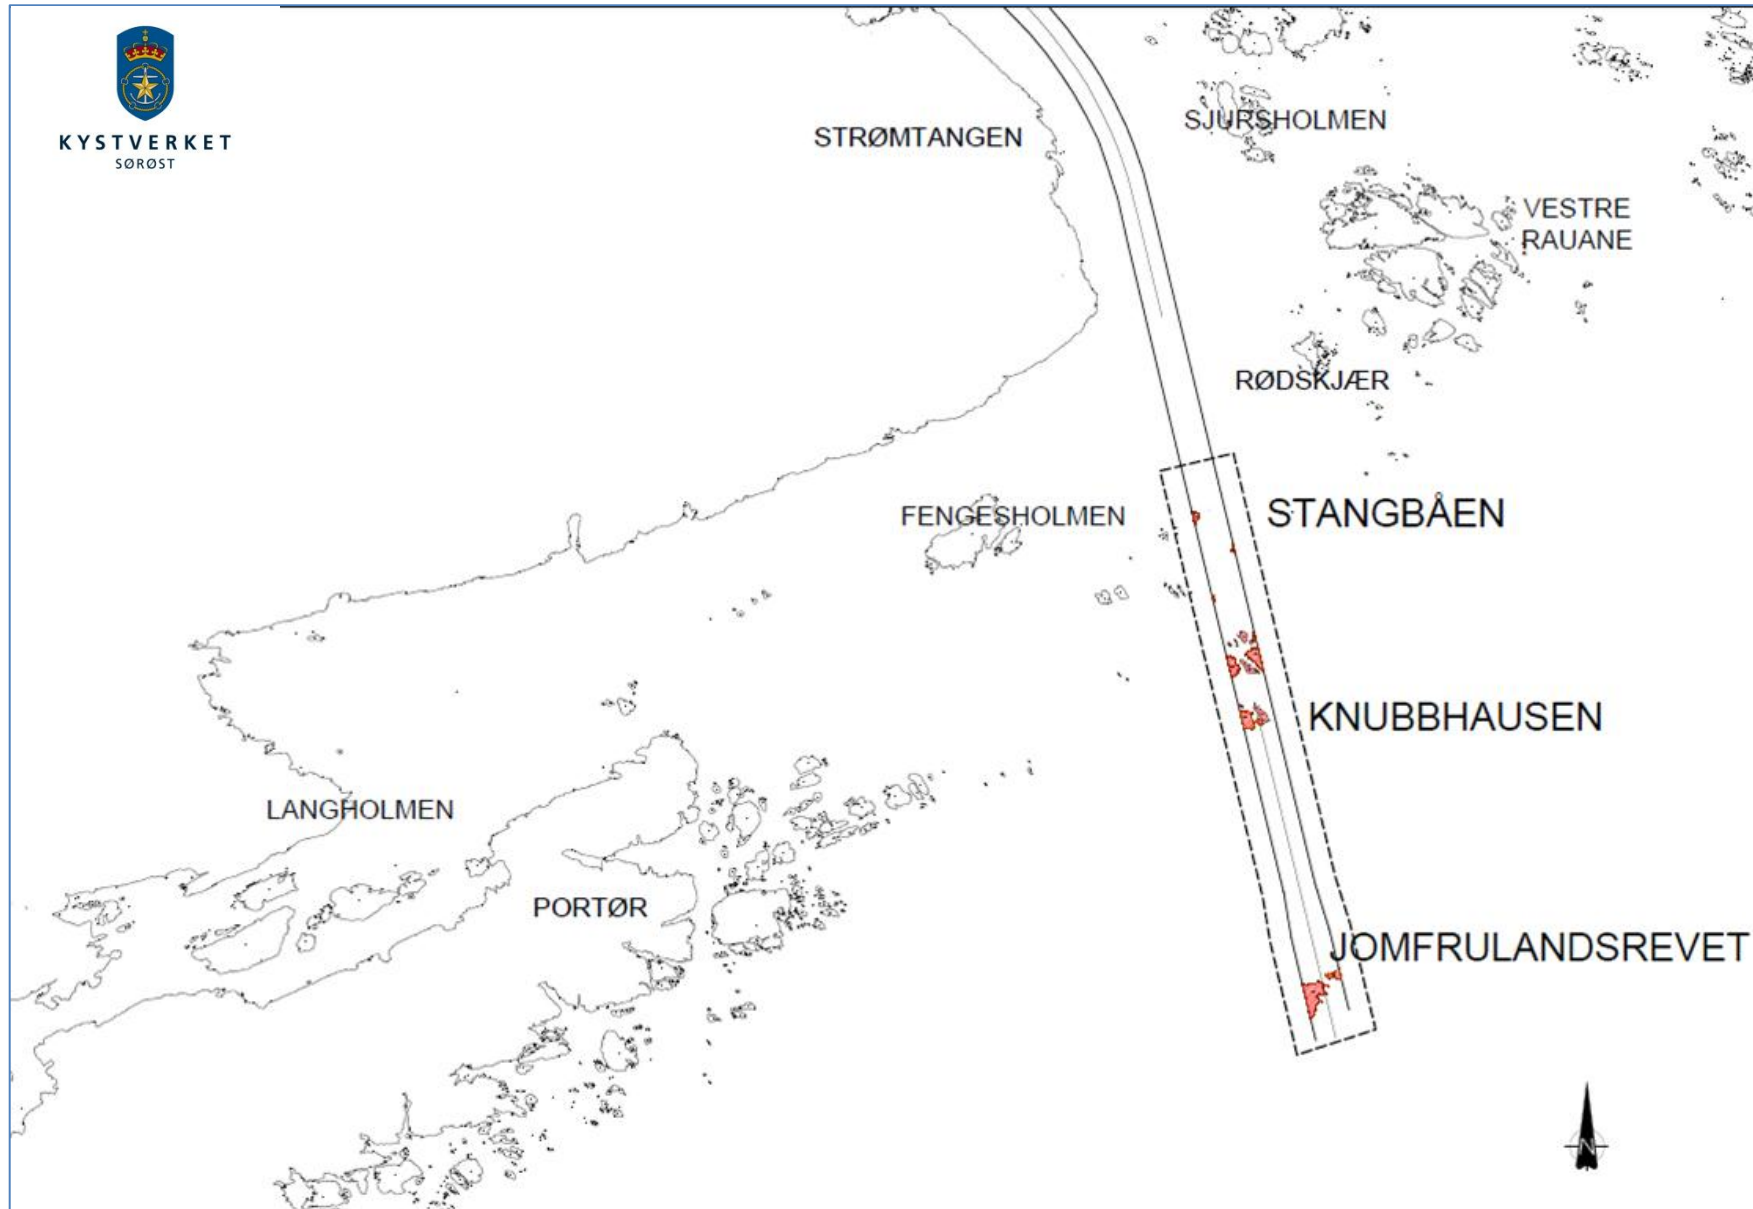 KYSTVERKET
SØRØST
STRØMTANGEN
SJURSHOLMEN
VESTRE
RAUANE
RØDSKJÆR
FENGESHOLMEN
STANGBÅEN
KNUBBHAUSEN
LANGHOLMEN
PORTØR
JOMFRULANDSREVET
N